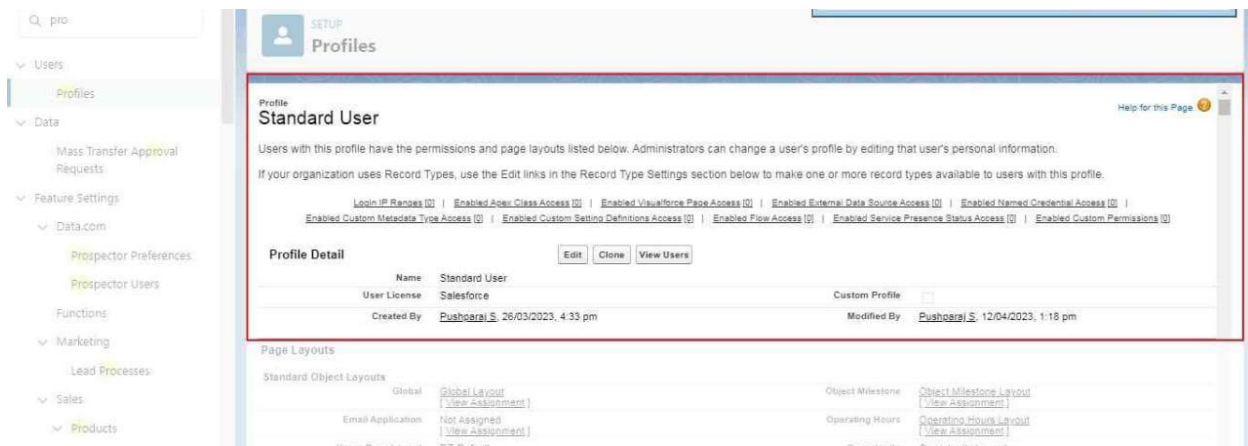 pro
Users
Profiles
Data
Mass Transfer Approval
Requests
Feature Settings
Data.com
Prospector Preferences
Prospector Users
Functions
Marketing
Lead Processes
Sales
Products
SETUP
Profiles
Profile
Standard User
Help for this Page
Users with this profile have the permissions and page layouts listed below. Administrators can change a user's profile by editing that user's personal information.
If your organization uses Record Types, use the Edit links in the Record Type Settings section below to make one or more record types available to users with this profile.
Login IP Ranges [0] | Enabled Apex Class Access [0] | Enabled Visualforce Page Access [0] | Enabled External Data Source Access [0] | Enabled Named Credential Access [0] |
Enabled Custom Metadata Type Access [0] | Enabled Custom Setting Definitions Access [0] | Enabled Flow Access [0] | Enabled Service Presence Status Access [0] | Enabled Custom Permissions [0]
Profile Detail Edit Clone View Users
Name Standard User
User License Salesforce Custom Profile
Created By Pushparaj S, 26/03/2023, 4:33 pm Modified By Pushparaj S, 12/04/2023, 1:18 pm
Page Layouts
Standard Object Layouts
Global Global Layout Object Milestone Object Milestone Layout
[ View Assignment ] [ View Assignment ]
Email Application Not Assigned Operating Hours Operating Hours Layout
[ View Assignment ] [ View Assignment ]